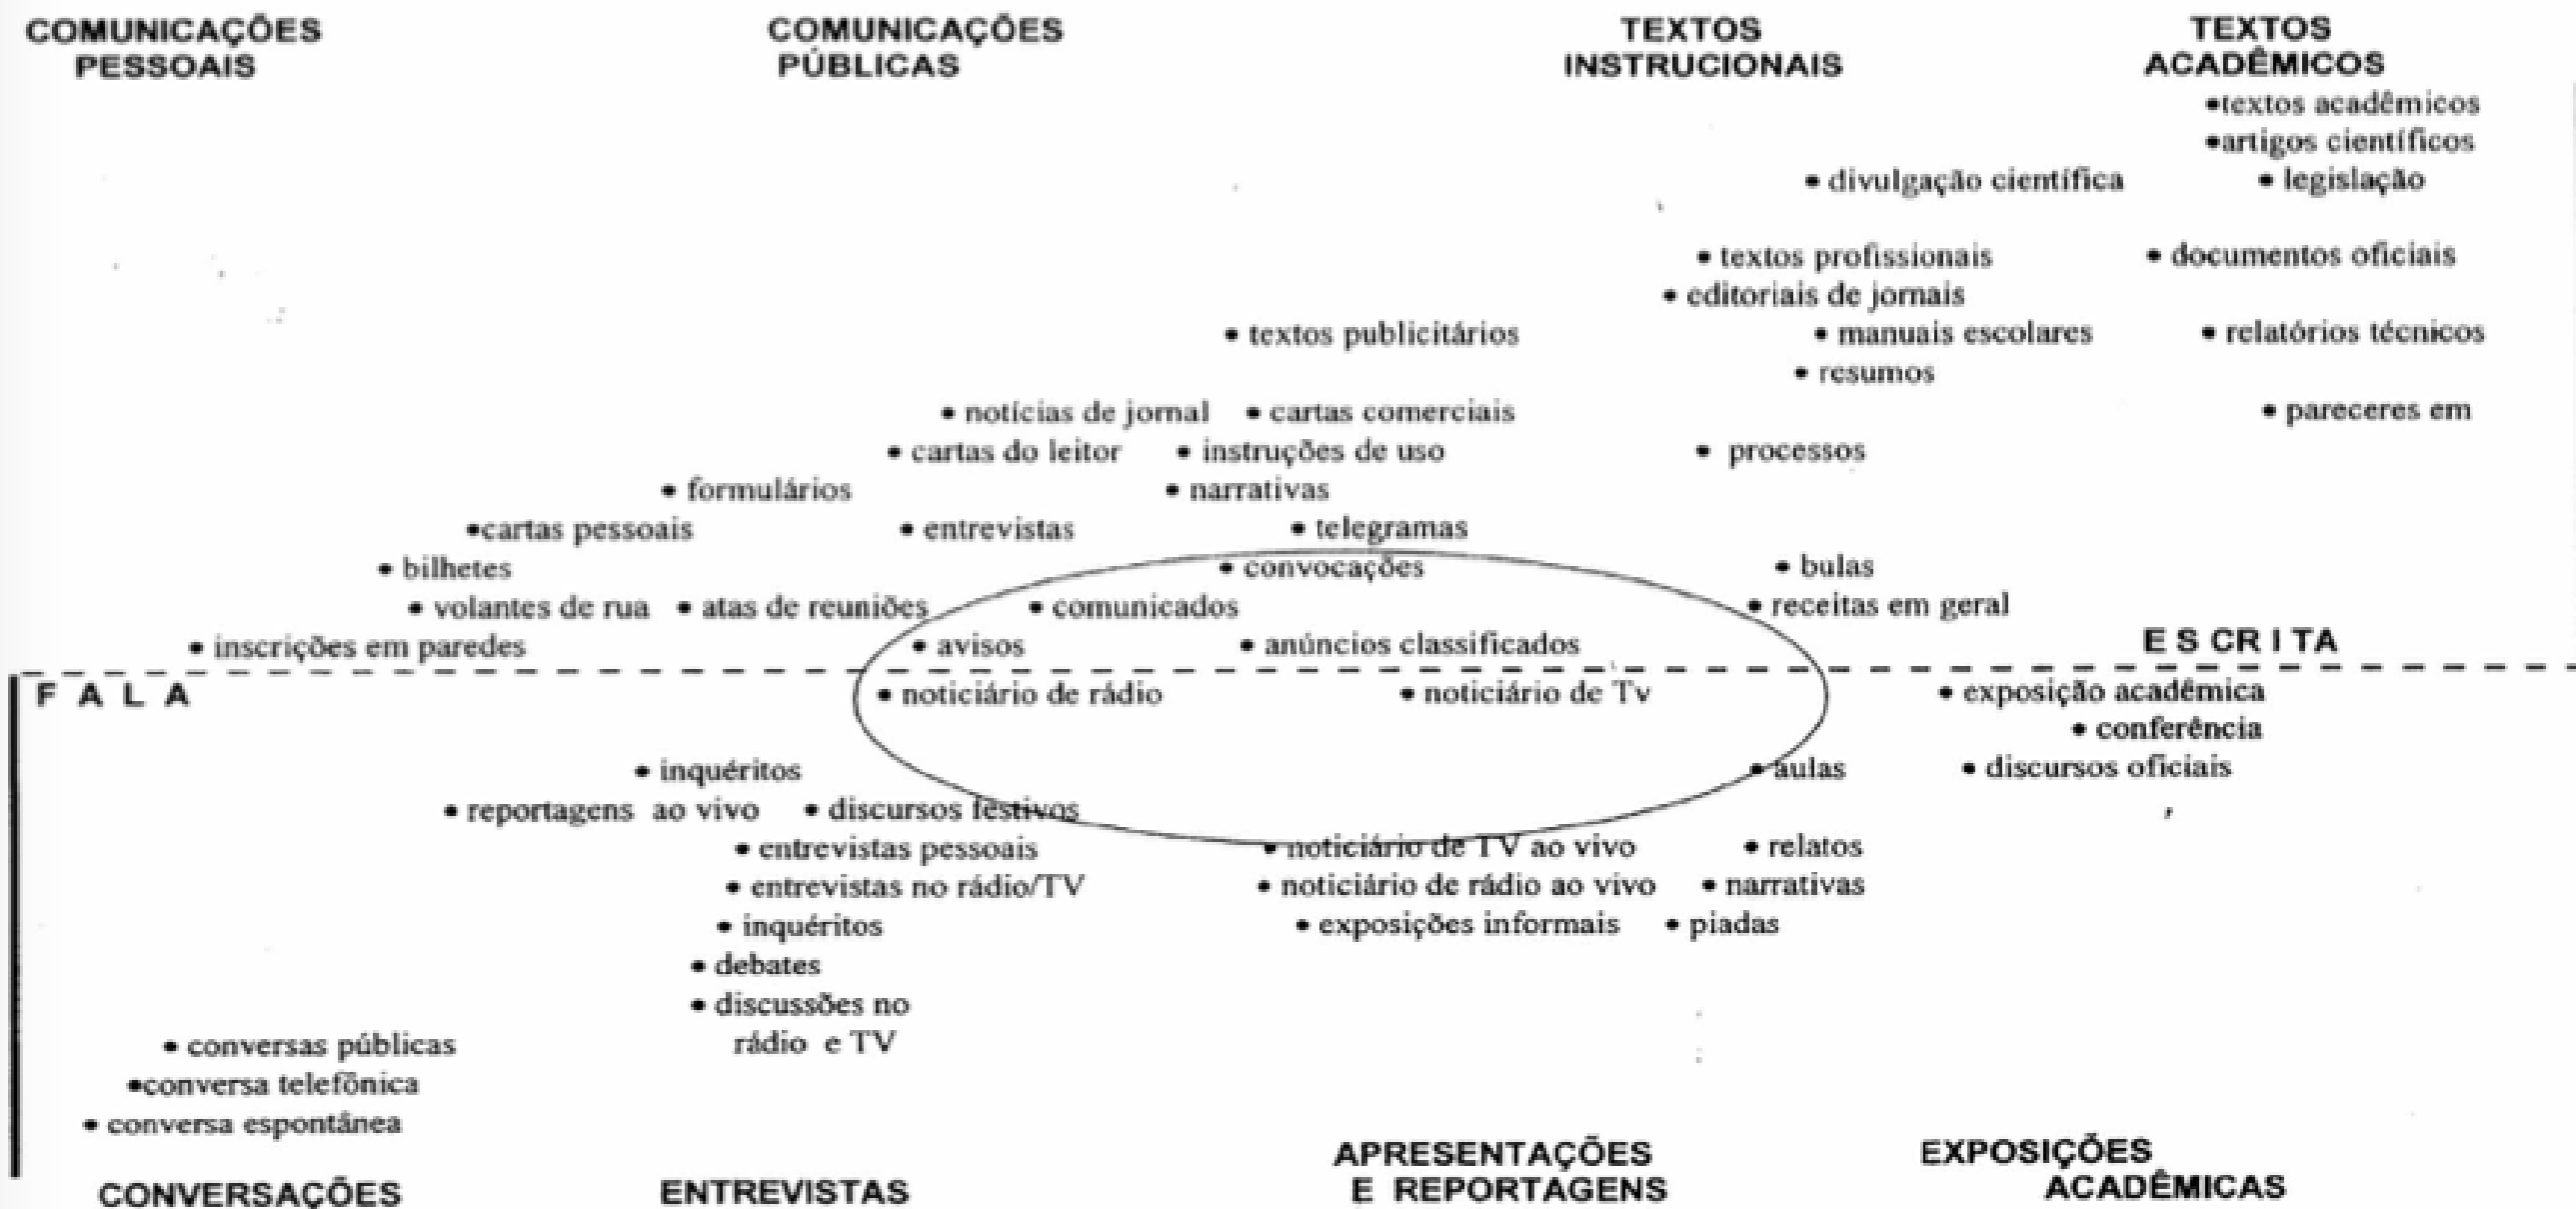 COMUNICAÇÕES PESSOAIS
COMUNICAÇÕES PÚBLICAS
TEXTOS INSTRUCIONAIS
TEXTOS ACADÊMICOS
•textos acadêmicos
•artigos científicos
• divulgação científica • legislação
• textos profissionais • documentos oficiais
• editoriais de jornais
• textos publicitários • manuais escolares • relatórios técnicos
• resumos
• notícias de jornal • cartas comerciais • pareceres em
• cartas do leitor • instruções de uso • processos
• formulários • narrativas
•cartas pessoais • entrevistas • telegramas
• bilhetes • convocações • bulas
• volantes de rua • atas de reuniões • comunicados • receitas em geral
• inscrições em paredes • avisos • anúncios classificados E S C R I T A
F A L A • noticiário de rádio • noticiário de Tv • exposição acadêmica
• conferência
• inquéritos • aulas • discursos oficiais
• reportagens ao vivo • discursos festivos
• entrevistas pessoais • noticiário de TV ao vivo • relatos
• entrevistas no rádio/TV • noticiário de rádio ao vivo • narrativas
• inquéritos • exposições informais • piadas
• debates
• discussões no
rádio e TV
• conversas públicas
•conversa telefônica
• conversa espontânea
CONVERSAÇÕES
ENTREVISTAS
APRESENTAÇÕES
E REPORTAGENS
EXPOSIÇÕES
ACADÊMICAS